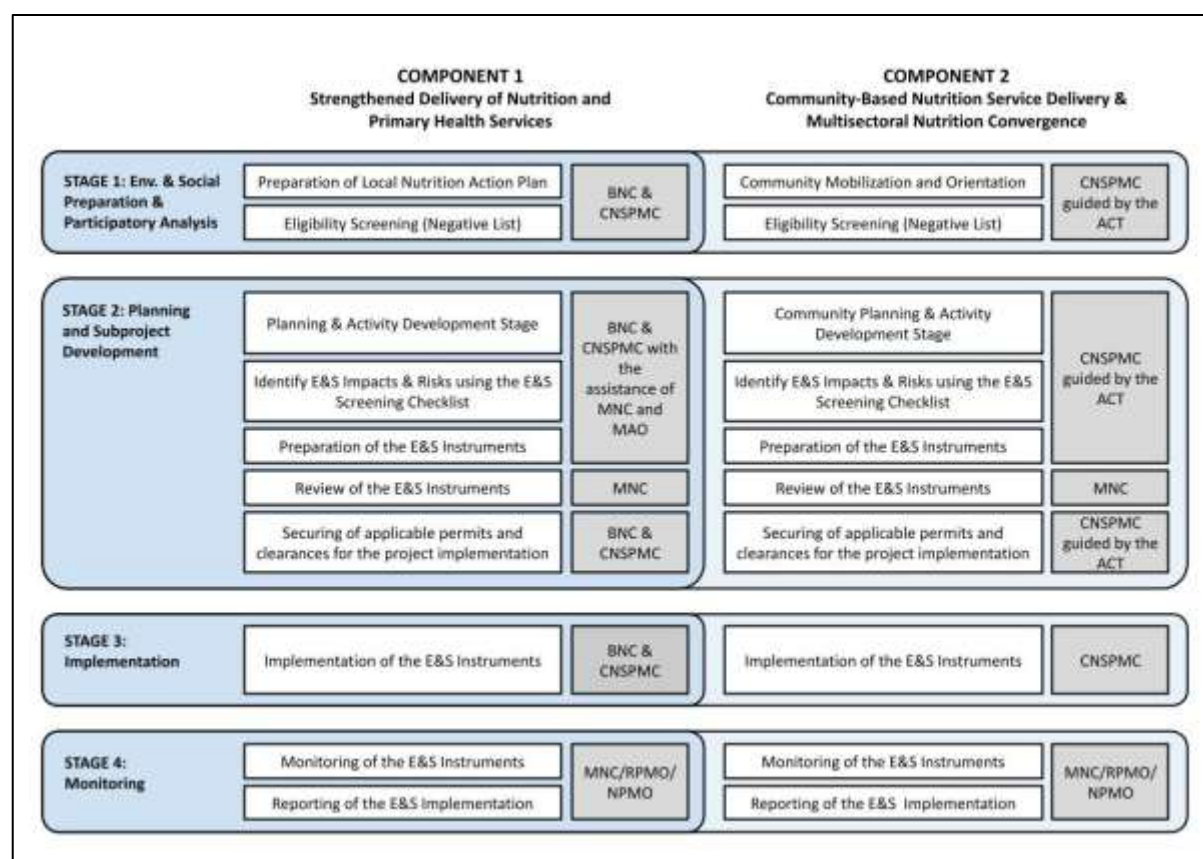 COMPONENT 1
Strengthened Delivery of Nutrition and
Primary Health Services
COMPONENT 2
Community-Based Nutrition Service Delivery &
Multisectoral Nutrition Convergence
STAGE 1: Env. & Social
Preparation &
Participatory Analysis
Preparation of Local Nutrition Action Plan
Eligibility Screening (Negative List)
BNC &
CNSPMC
Community Mobilization and Orientation
Eligibility Screening (Negative List)
CNSPMC
guided by the
ACT
STAGE 2: Planning
and Subproject
Development
Planning & Activity Development Stage
Identify E&S Impacts & Risks using the E&S
Screening Checklist
Preparation of the E&S Instruments
BNC &
CNSPMC with
the
assistance of
MNC and
MAO
Review of the E&S Instruments
MNC
Securing of applicable permits and
clearances for the project implementation
BNC &
CNSPMC
Community Planning & Activity
Development Stage
Identify E&S Impacts & Risks using the E&S
Screening Checklist
Preparation of the E&S Instruments
CNSPMC
guided by the
ACT
Review of the E&S Instruments
MNC
Securing of applicable permits and
clearances for the project implementation
CNSPMC
guided by the
ACT
STAGE 3:
Implementation
Implementation of the E&S Instruments
BNC &
CNSPMC
Implementation of the E&S Instruments
CNSPMC
STAGE 4:
Monitoring
Monitoring of the E&S Instruments
Reporting of the E&S Implementation
MNC/RPMO/
NPMO
Monitoring of the E&S Instruments
Reporting of the E&S Implementation
MNC/RPMO/
NPMO